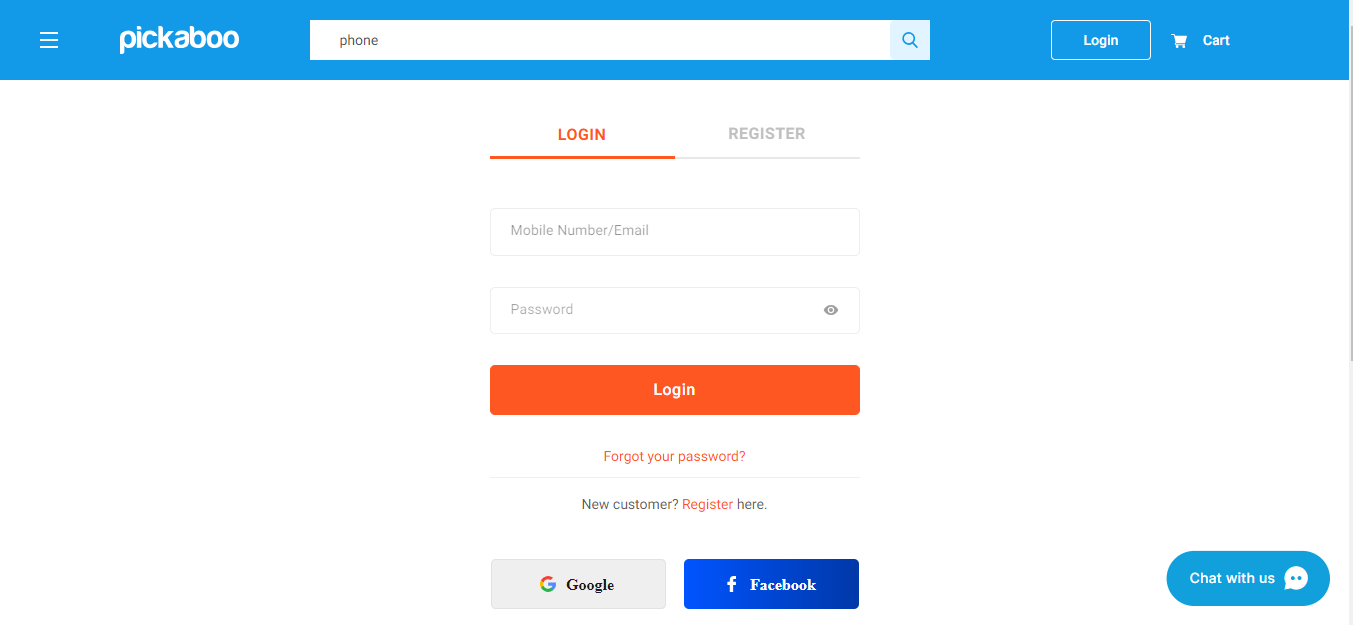 pickaboo
phone
Login
Cart
LOGIN
REGISTER
Mobile Number/Email
Password
Login
Forgot your password?
New customer? Register here.
Google
Facebook
Chat with us